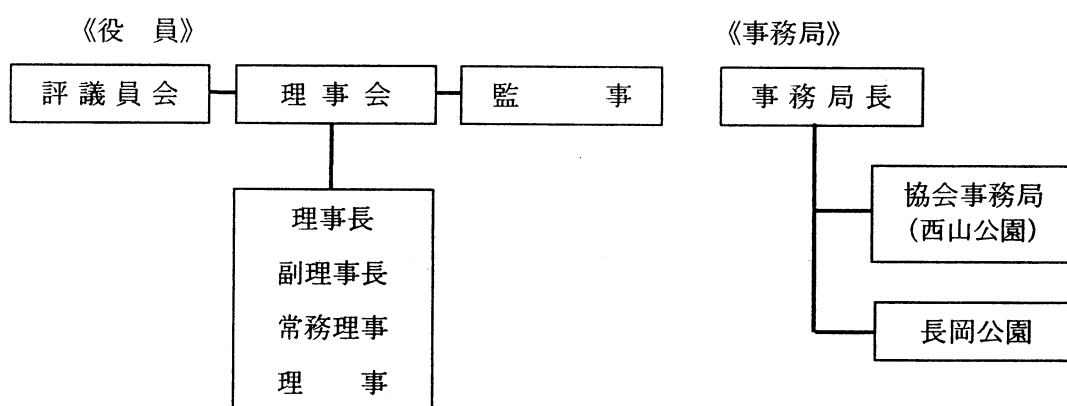 《役　員》
評議員会
理事会
監　事
理事長
副理事長
常務理事
理　事
《事務局》
事務局長
協会事務局
(西山公園)
長岡公園